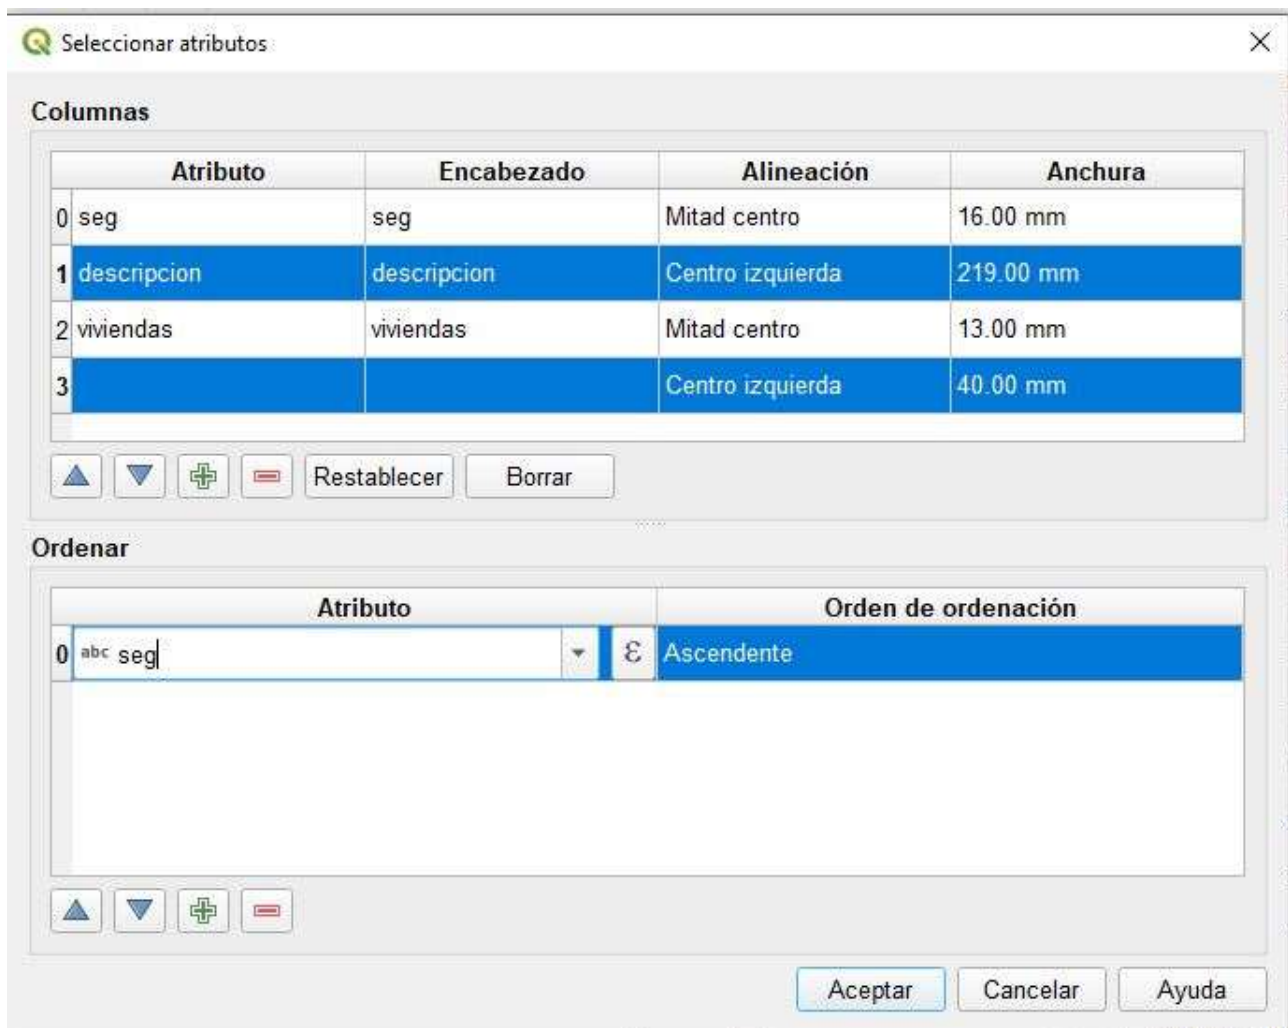 Seleccionar atributos
Columnas
Atributo Encabezado Alineación Anchura
0 seg seg Mitad centro 16.00 mm
1 descripcion descripcion Centro izquierda 219.00 mm
2 viviendas viviendas Mitad centro 13.00 mm
3 Centro izquierda 40.00 mm
Restablecer Borrar
Ordenar
Atributo Orden de ordenación
0 abc seg ε Ascendente
Aceptar Cancelar Ayuda